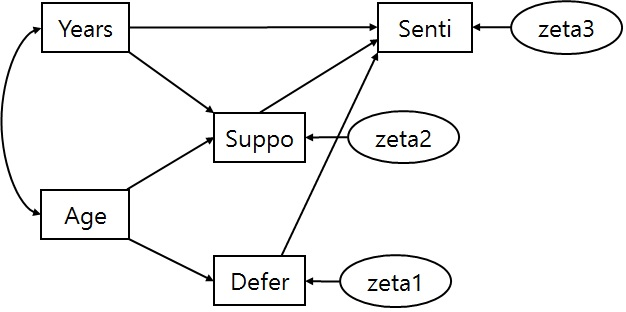 Years
Senti
zeta3
Suppo
zeta2
Age
Defer
zeta1